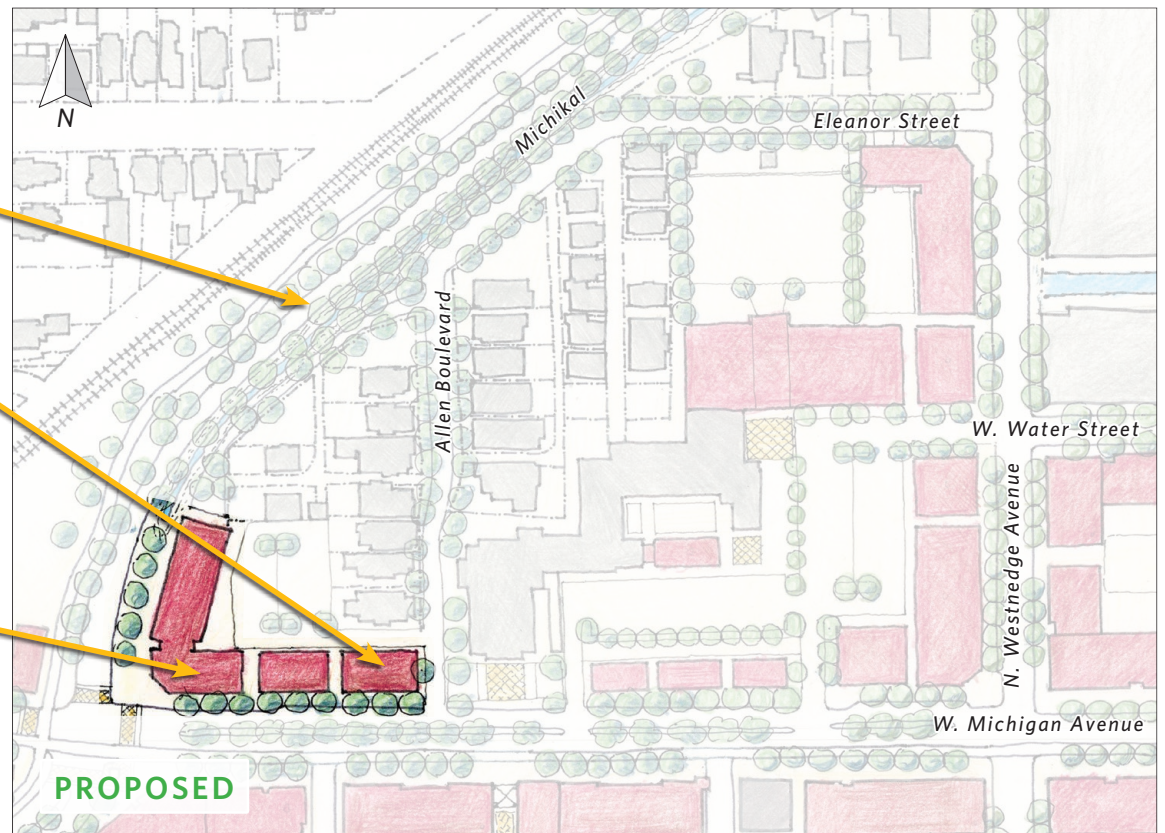 N
Michikal
Eleanor Street
Allen Boulevard
W. Water Street
N. Westnedge Avenue
W. Michigan Avenue
PROPOSED